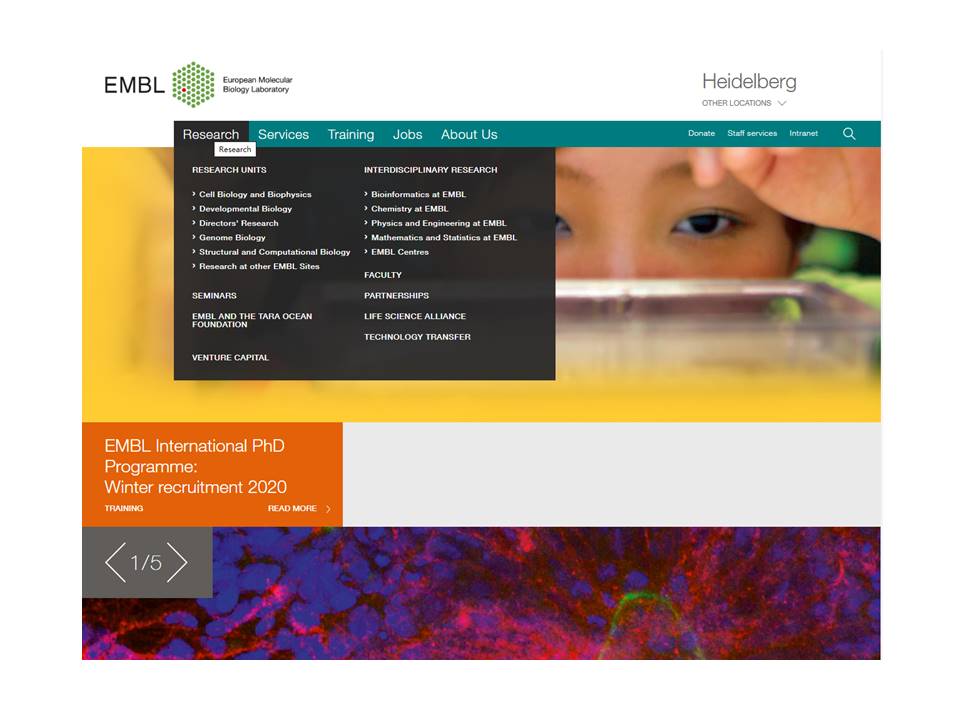 EMBL
European Molecular
Biology Laboratory
Heidelberg
OTHER LOCATIONS
Research Services Training Jobs About Us
Donate Staff services Intranet
Research
RESEARCH UNITS
› Cell Biology and Biophysics
› Developmental Biology
› Directors' Research
› Genome Biology
› Structural and Computational Biology
› Research at other EMBL Sites
SEMINARS
EMBL AND THE TARA OCEAN
FOUNDATION
VENTURE CAPITAL
INTERDISCIPLINARY RESEARCH
› Bioinformatics at EMBL
› Chemistry at EMBL
› Physics and Engineering at EMBL
› Mathematics and Statistics at EMBL
› EMBL Centres
FACULTY
PARTNERSHIPS
LIFE SCIENCE ALLIANCE
TECHNOLOGY TRANSFER
EMBL International PhD
Programme:
Winter recruitment 2020
TRAINING READ MORE
1/5